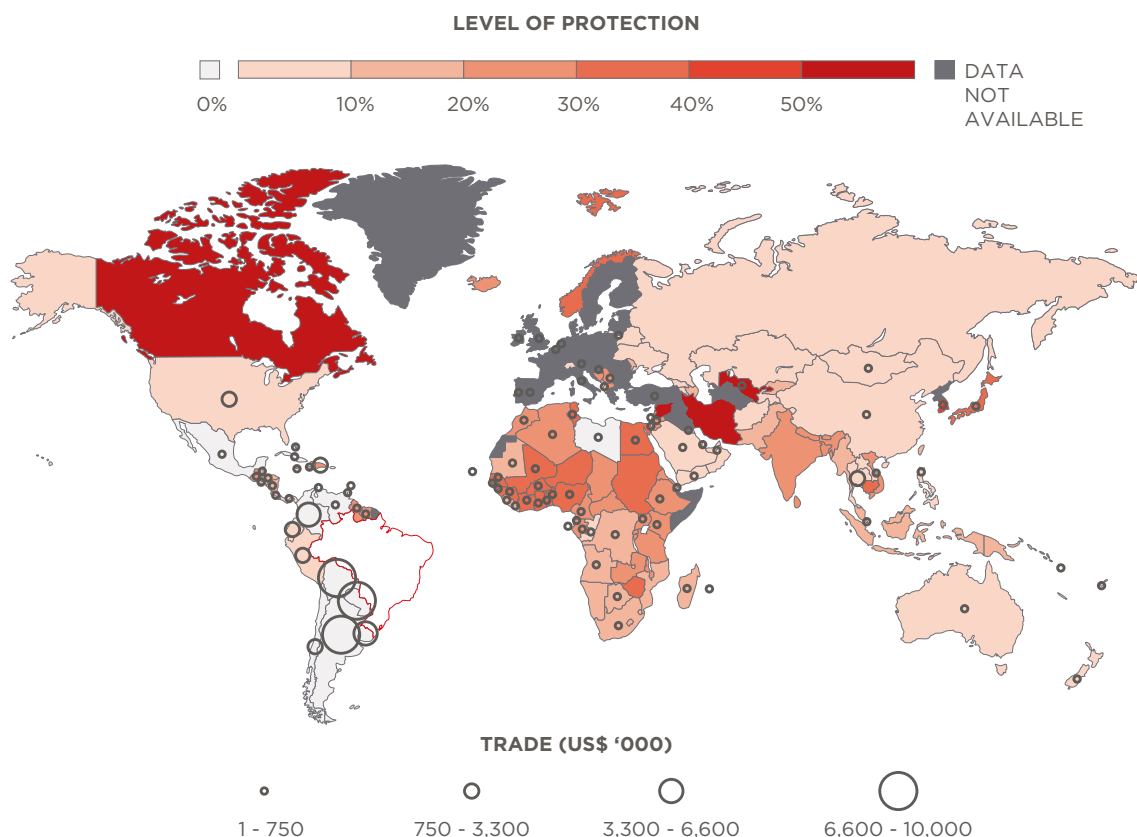 LEVEL OF PROTECTION
0% 10% 20% 30% 40% 50% DATA
NOT
AVAILABLE
TRADE (US$ ‘000)
1 - 750 750 - 3,300 3,300 - 6,600 6,600 - 10,000